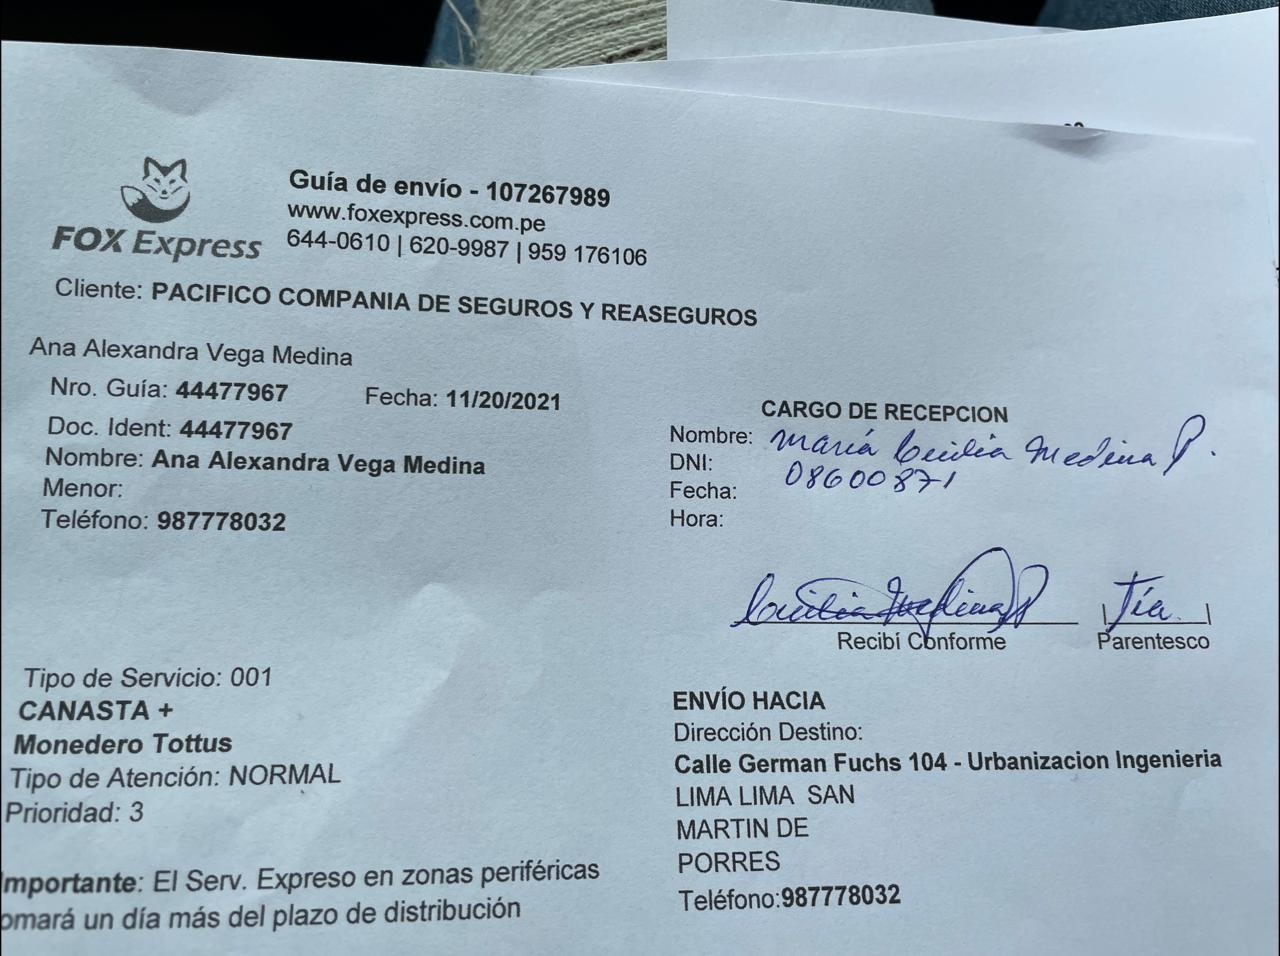 Guía de envío - 107267989
www.foxexpress.com.pe
644-0610 | 620-9987 | 959 176106
FOX Express
Cliente: PACIFICO COMPANIA DE SEGUROS Y REASEGUROS
Ana Alexandra Vega Medina
Nro. Guía: 44477967 Fecha: 11/20/2021
Doc. Ident: 44477967
Nombre: Ana Alexandra Vega Medina
Menor:
Teléfono: 987778032
CARGO DE RECEPCION
Nombre: María Cecilia Medina P.
DNI: 08600871
Fecha:
Hora:
Cecilia Medina P Tía
Recibí Conforme Parentesco
Tipo de Servicio: 001
CANASTA +
Monedero Tottus
Tipo de Atención: NORMAL
Prioridad: 3
mportante: El Serv. Expreso en zonas periféricas
omará un día más del plazo de distribución
ENVÍO HACIA
Dirección Destino:
Calle German Fuchs 104 - Urbanizacion Ingenieria
LIMA LIMA SAN
MARTIN DE
PORRES
Teléfono:987778032